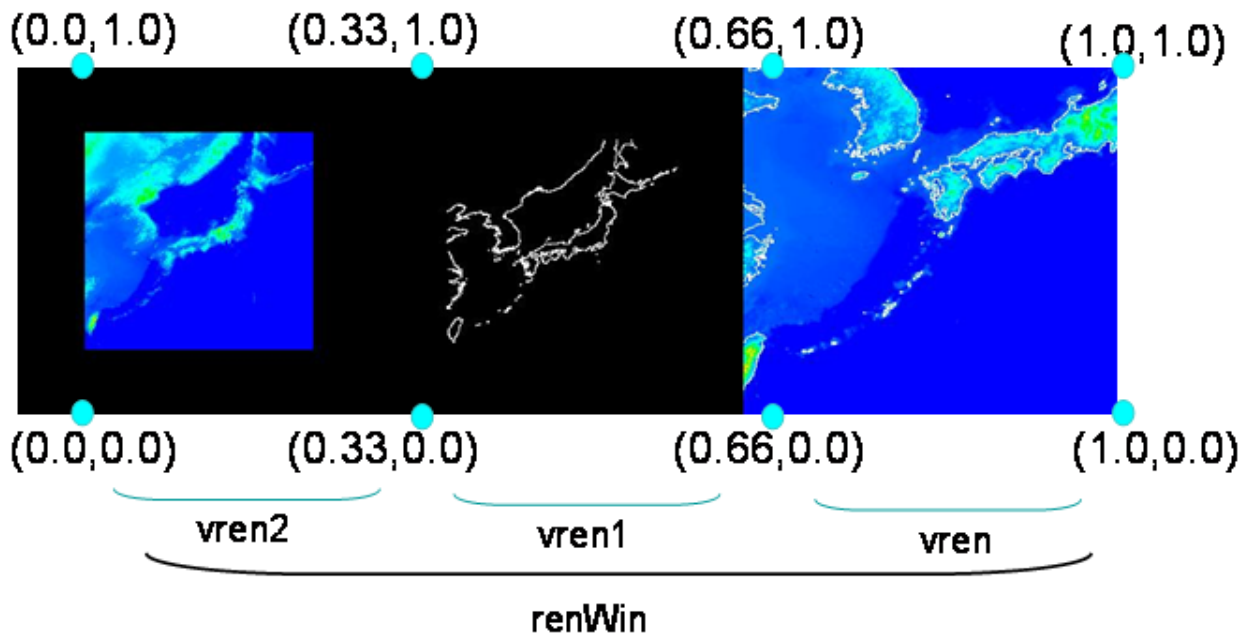 (0.0,1.0) (0.33,1.0) (0.66,1.0) (1.0,1.0)
(0.0,0.0) (0.33,0.0) (0.66,0.0) (1.0,0.0)
vren2 vren1 vren
renWin